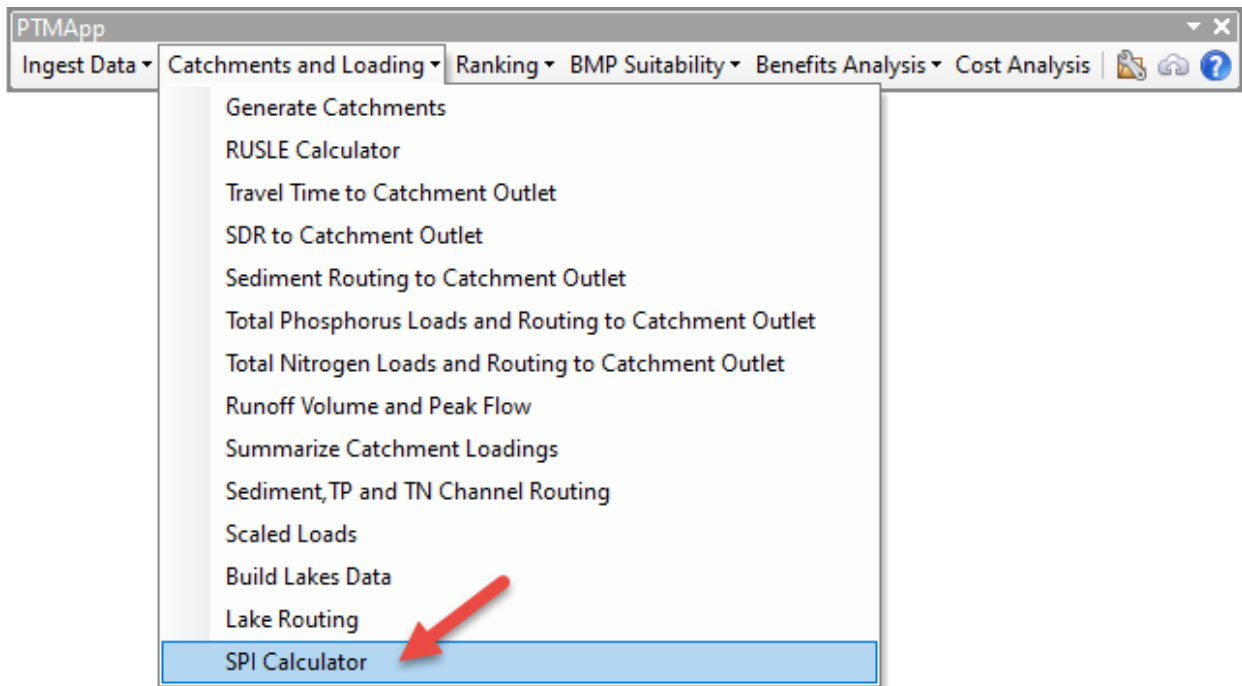 PTMApp
Ingest Data Catchments and Loading Ranking BMP Suitability Benefits Analysis Cost Analysis
Generate Catchments
RUSLE Calculator
Travel Time to Catchment Outlet
SDR to Catchment Outlet
Sediment Routing to Catchment Outlet
Total Phosphorus Loads and Routing to Catchment Outlet
Total Nitrogen Loads and Routing to Catchment Outlet
Runoff Volume and Peak Flow
Summarize Catchment Loadings
Sediment,TP and TN Channel Routing
Scaled Loads
Build Lakes Data
Lake Routing
SPI Calculator